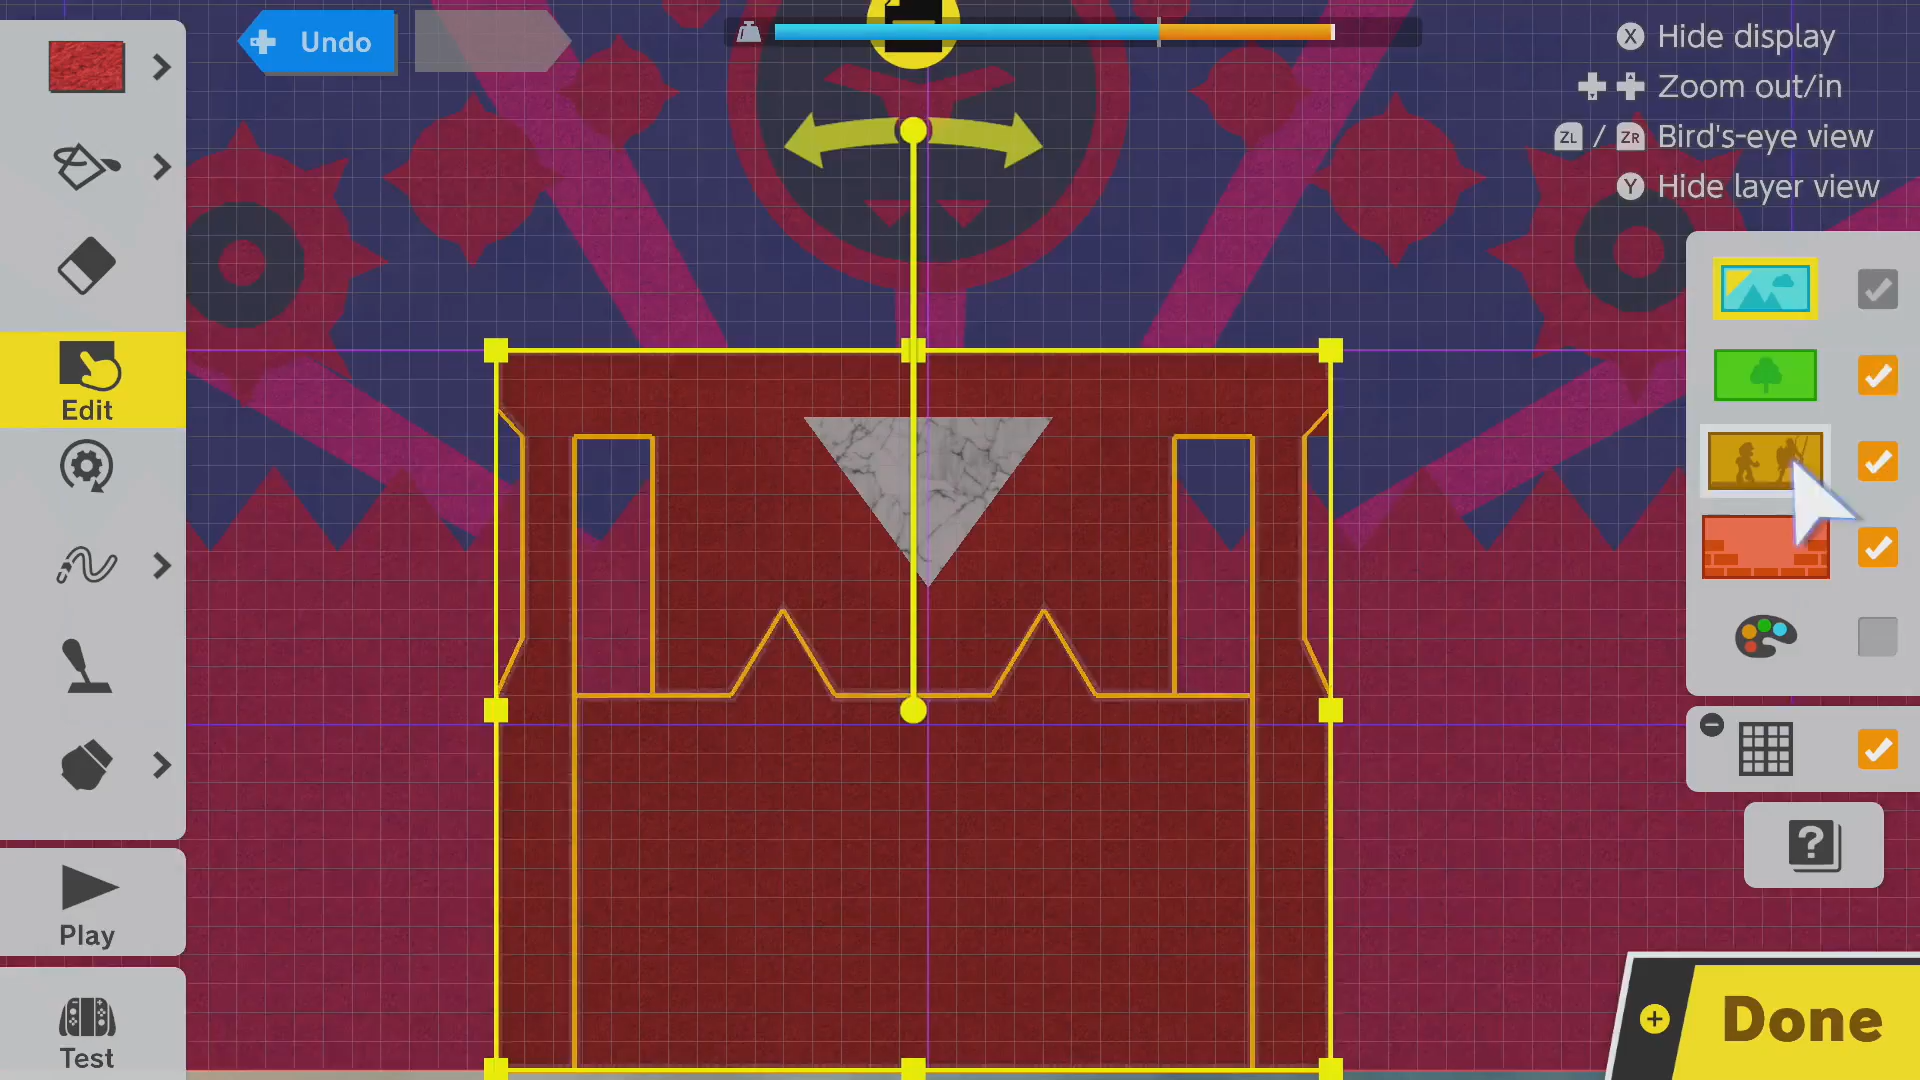 Undo
X Hide display
Zoom out/in
ZL / ZR Bird's-eye view
Y Hide layer view
Edit
Play
Test
?
+ Done